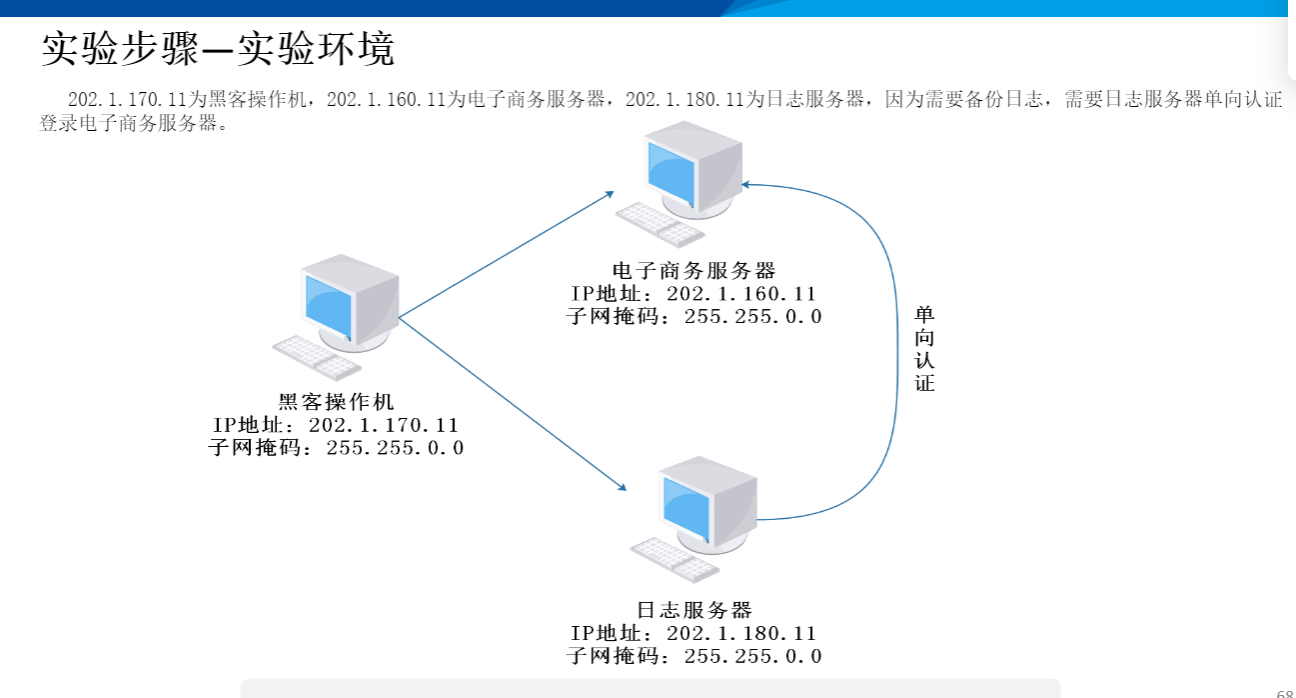 实验步骤—实验环境
202.1.170.11为黑客操作机，202.1.160.11为电子商务服务器，202.1.180.11为日志服务器，因为需要备份日志，需要日志服务器单向认证
登录电子商务服务器。
电子商务服务器
IP地址：202.1.160.11
子网掩码：255.255.0.0
单向认证
黑客操作机
IP地址：202.1.170.11
子网掩码：255.255.0.0
日志服务器
IP地址：202.1.180.11
子网掩码：255.255.0.0
68